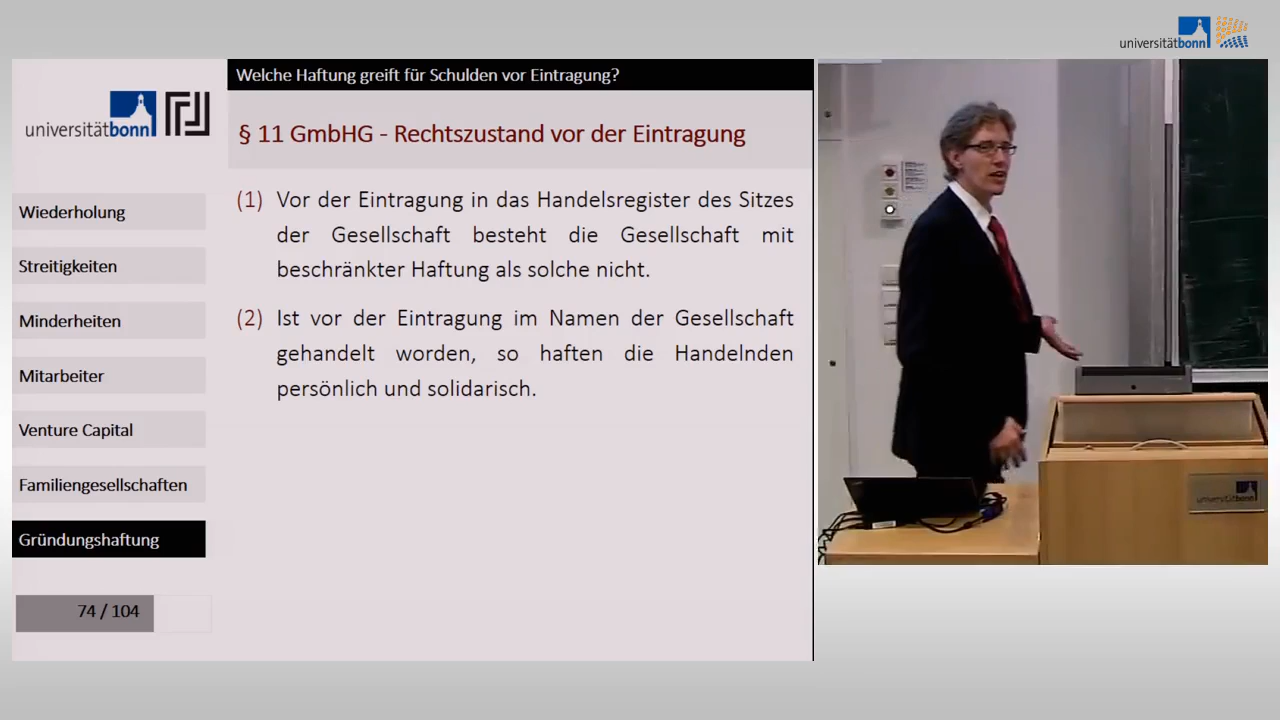 universitätbonn
Welche Haftung greift für Schulden vor Eintragung?
universitätbonn
§ 11 GmbHG - Rechtszustand vor der Eintragung
(1) Vor der Eintragung in das Handelsregister des Sitzes
der Gesellschaft besteht die Gesellschaft mit
beschränkter Haftung als solche nicht.
(2) Ist vor der Eintragung im Namen der Gesellschaft
gehandelt worden, so haften die Handelnden
persönlich und solidarisch.
Wiederholung
Streitigkeiten
Minderheiten
Mitarbeiter
Venture Capital
Familiengesellschaften
Gründungshaftung
74 / 104
universitätbonn